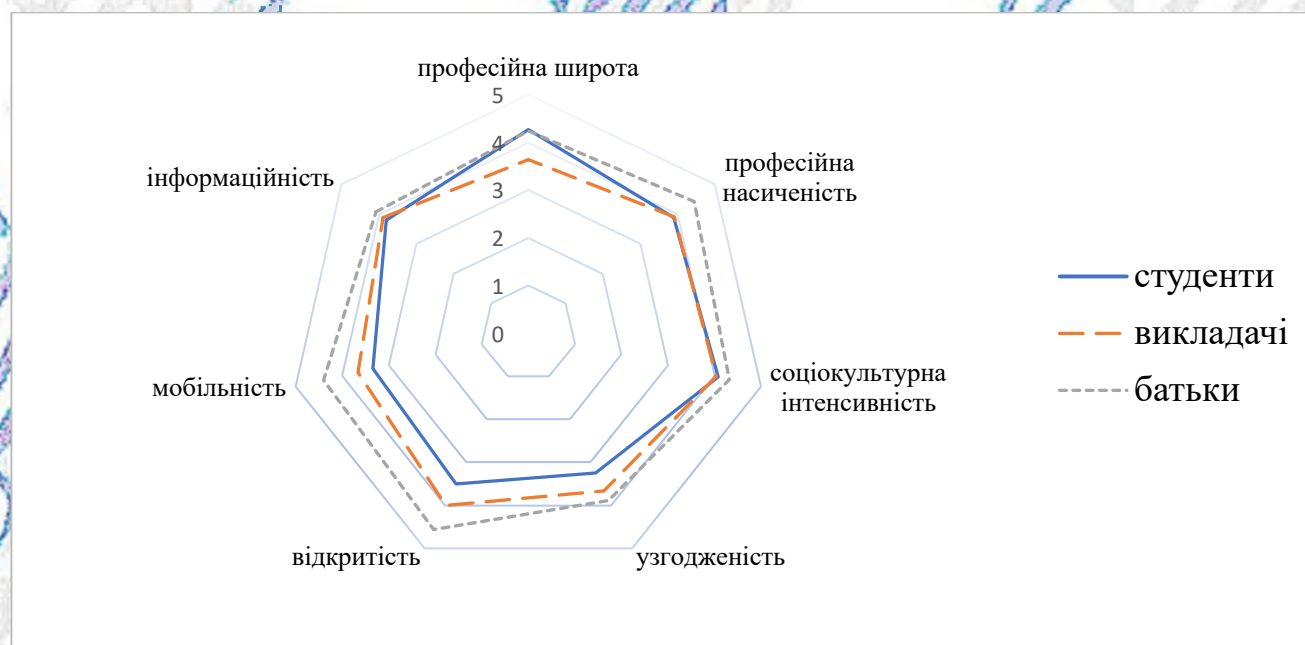 професійна широта
5
4
3
2
1
0
професійна
насиченість
соціокультурна
інтенсивність
узгодженість
відкритість
мобільність
інформаційність
студенти
викладачі
батьки